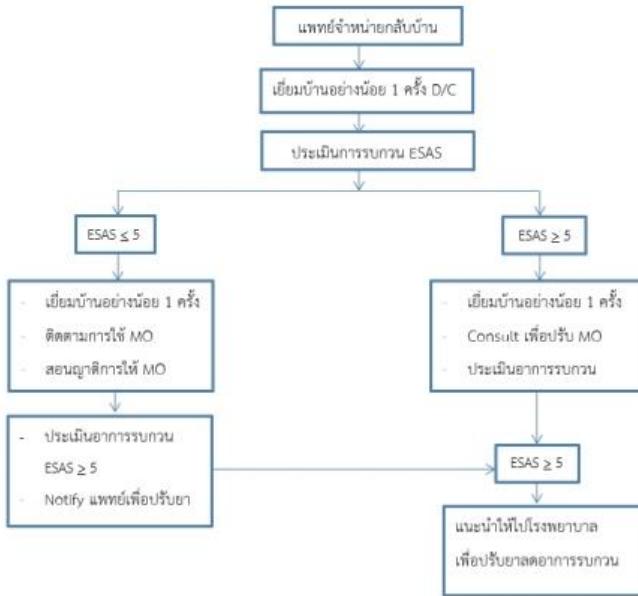 แพทย์จำหน่ายกลับบ้าน
เยี่ยมบ้านอย่างน้อย 1 ครั้ง D/C
ประเมินการรบกวน ESAS
ESAS ≤ 5
ESAS ≥ 5
- เยี่ยมบ้านอย่างน้อย 1 ครั้ง
- ติดตามการใช้ MO
- สอนญาติการให้ MO
- เยี่ยมบ้านอย่างน้อย 1 ครั้ง
- Consult เพื่อปรับ MO
- ประเมินอาการรบกวน
- ประเมินอาการรบกวน
ESAS ≥ 5
- Notify แพทย์เพื่อปรับยา
ESAS ≥ 5
แนะนำให้ไปโรงพยาบาล
เพื่อปรับยาลดอาการรบกวน